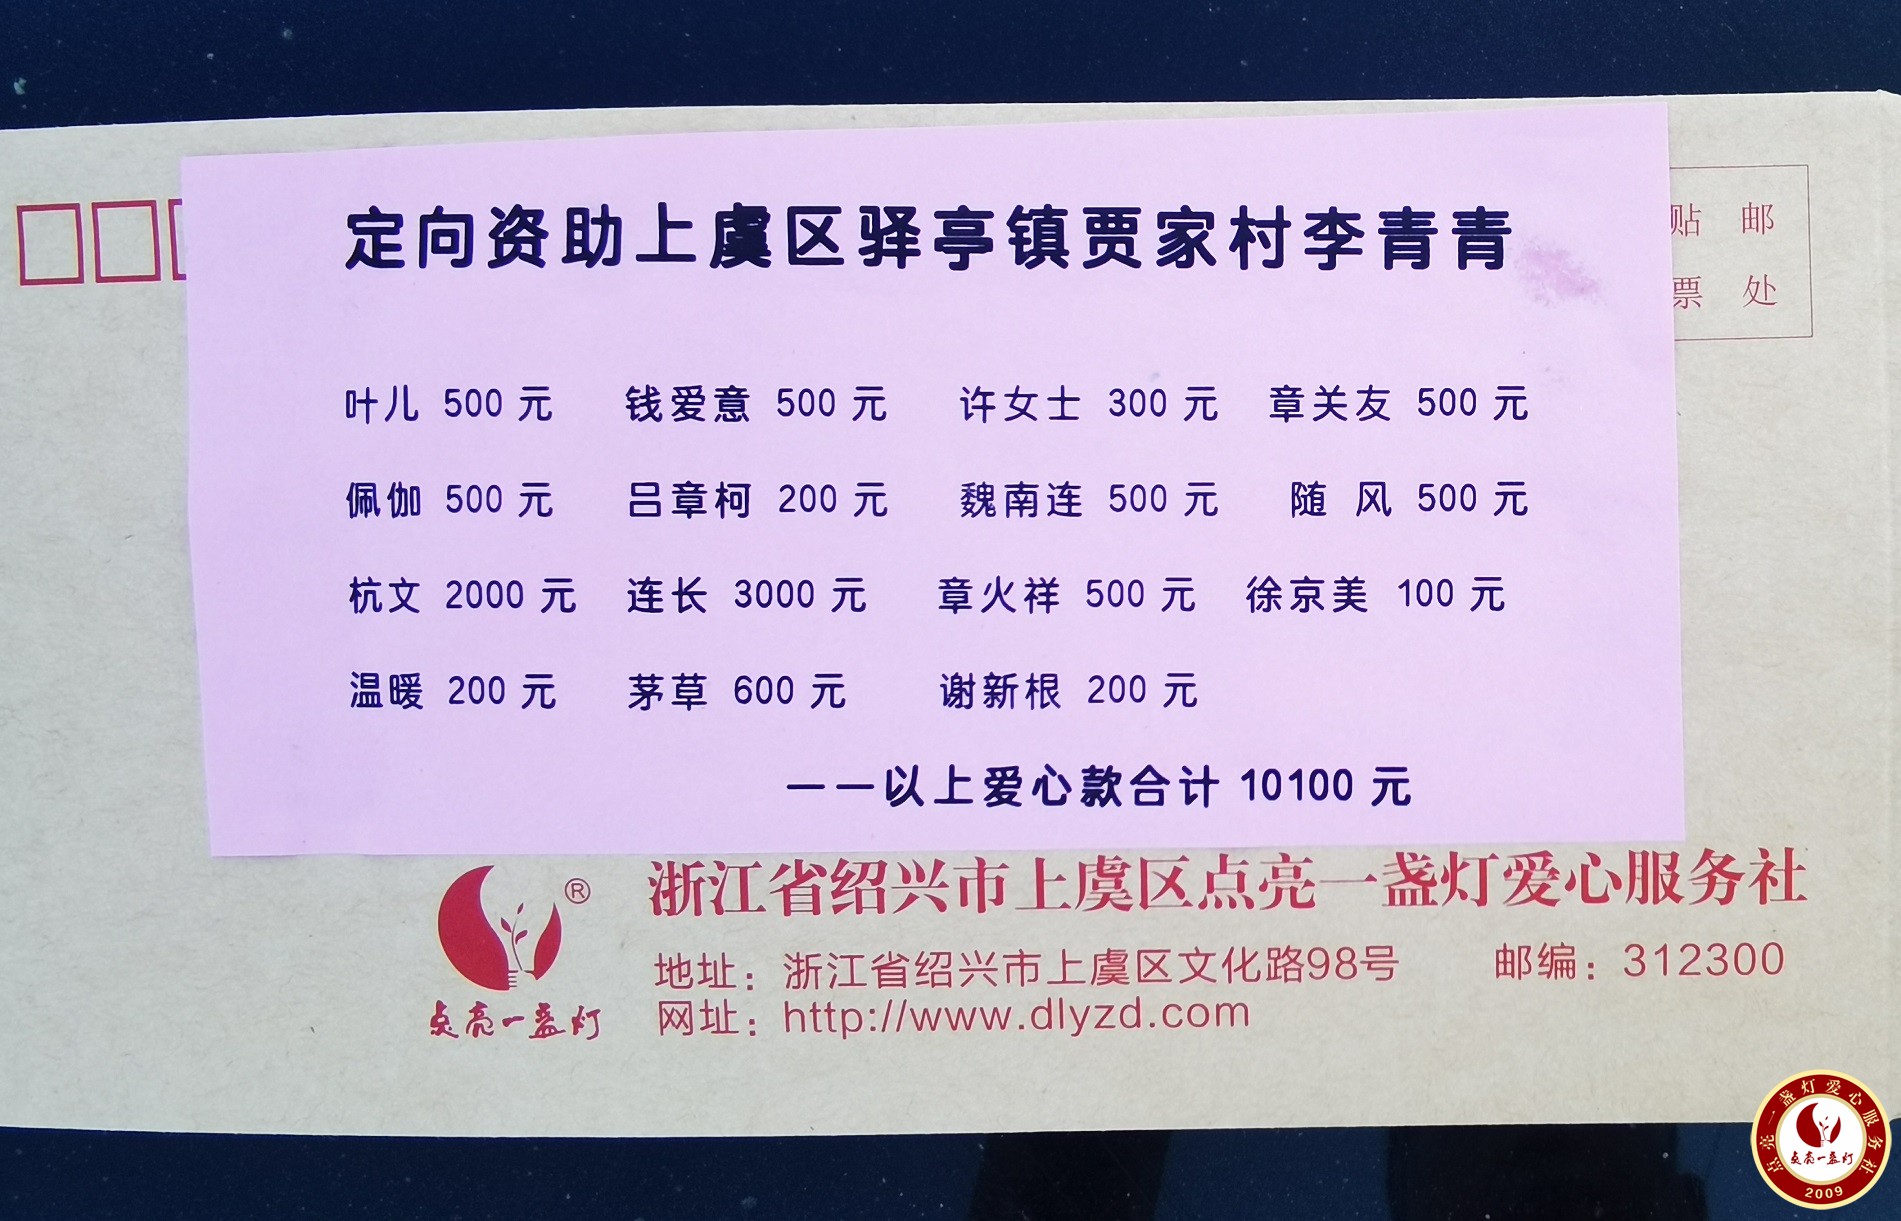 定向资助上虞区驿亭镇贾家村李青青
贴 邮
票 处
叶儿 500 元 钱爱意 500 元 许女士 300 元 章关友 500 元
佩伽 500 元 吕章柯 200 元 魏南连 500 元 随 风 500 元
杭文 2000 元 连长 3000 元 章火祥 500 元 徐京美 100 元
温暖 200 元 茅草 600 元 谢新根 200 元
——以上爱心款合计 10100 元
®
点亮一盏灯
浙江省绍兴市上虞区点亮一盏灯爱心服务社
地址：浙江省绍兴市上虞区文化路98号 邮编：312300
网址：http://www.dlyzd.com
点亮一盏灯爱心服务社
点亮一盏灯
2009